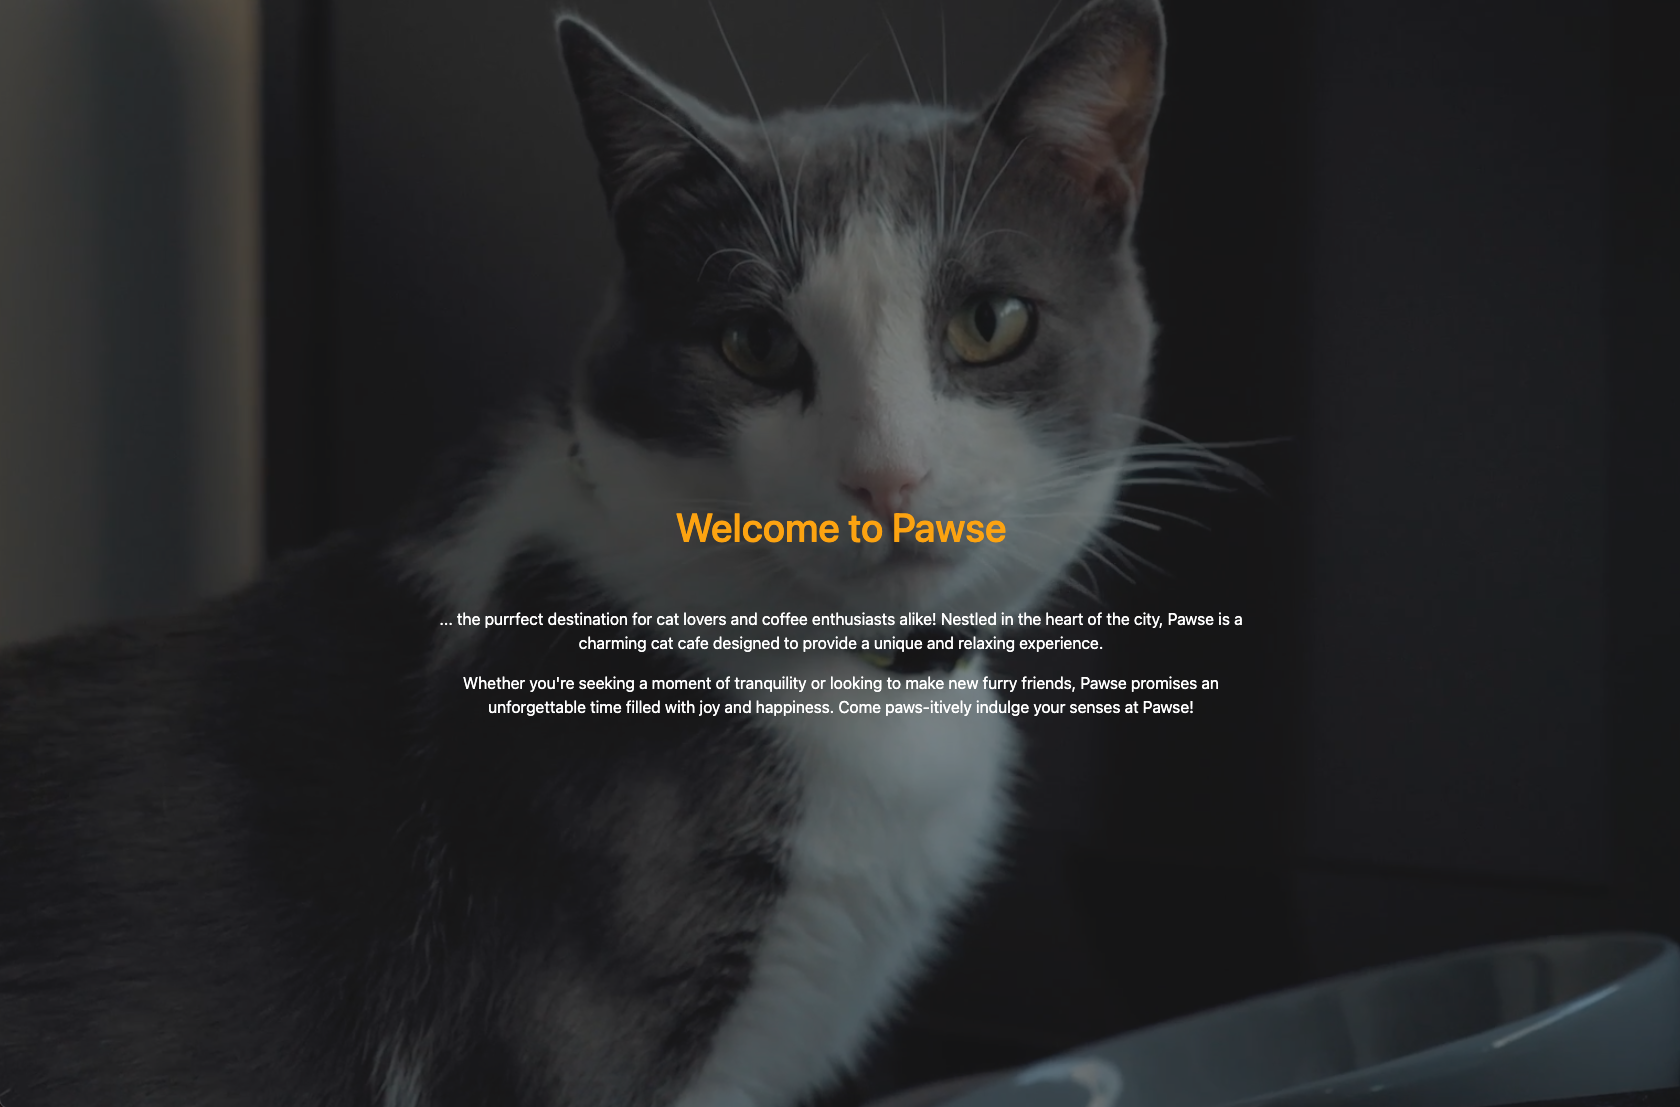 Welcome to Pawse
... the purrfect destination for cat lovers and coffee enthusiasts alike! Nestled in the heart of the city, Pawse is a
charming cat cafe designed to provide a unique and relaxing experience.
Whether you're seeking a moment of tranquility or looking to make new furry friends, Pawse promises an
unforgettable time filled with joy and happiness. Come paws-itively indulge your senses at Pawse!